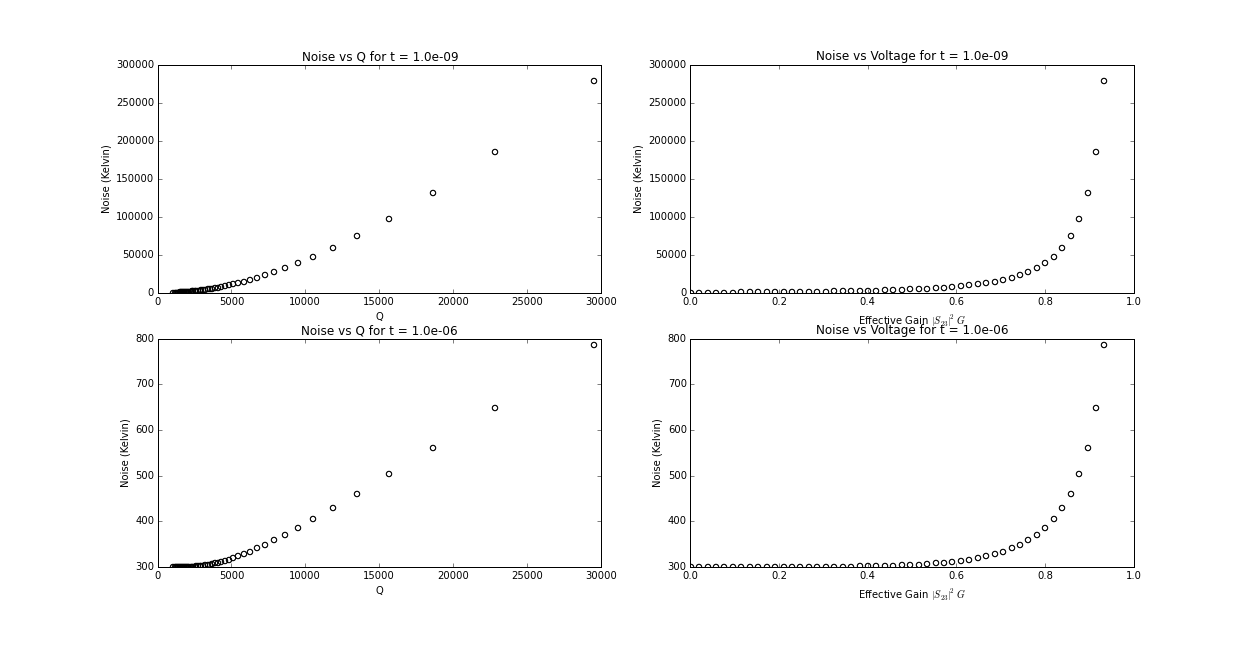 Noise vs Q for t = 1.0e-09
300000
250000
200000
150000
100000
50000
0
Noise (Kelvin)
0 5000 10000 15000 20000 25000 30000
Q
Noise vs Voltage for t = 1.0e-09
300000
250000
200000
150000
100000
50000
0
Noise (Kelvin)
0.0 0.2 0.4 0.6 0.8 1.0
Effective Gain |S_{23}|^2 G
Noise vs Q for t = 1.0e-06
800
700
600
500
400
300
Noise (Kelvin)
0 5000 10000 15000 20000 25000 30000
Q
Noise vs Voltage for t = 1.0e-06
800
700
600
500
400
300
Noise (Kelvin)
0.0 0.2 0.4 0.6 0.8 1.0
Effective Gain |S_{23}|^2 G